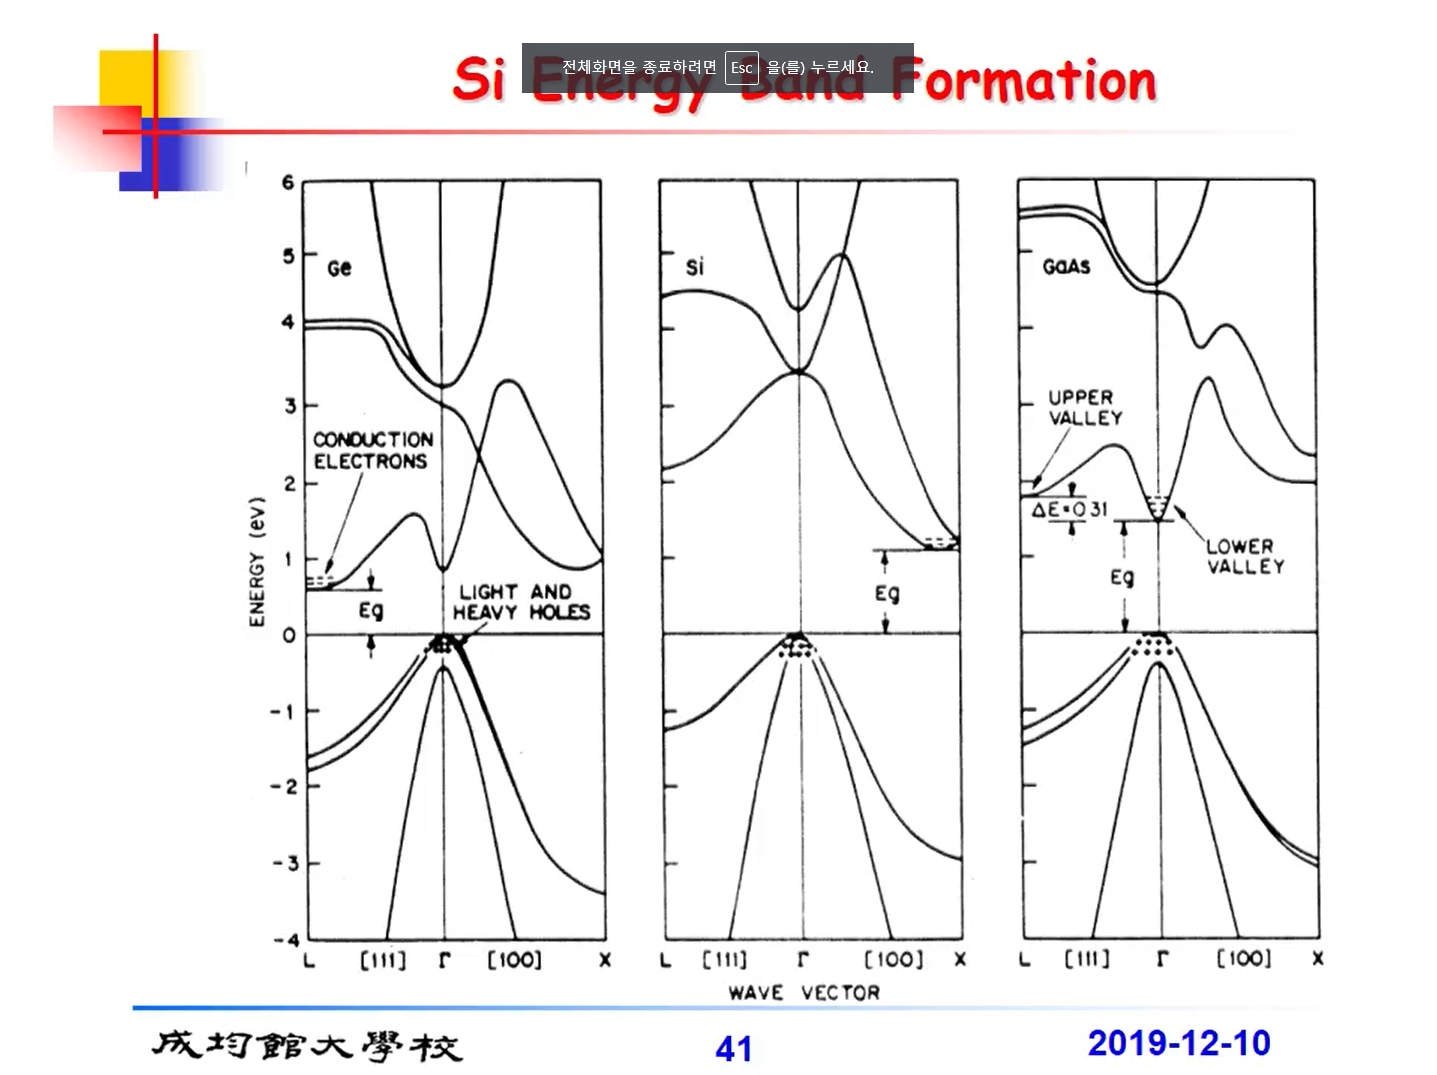 Si Energy Band Formation
전체화면을 종료하려면 Esc 을(를) 누르세요.
6
5
4
3
2
1
0
-1
-2
-3
-4
ENERGY (eV)
Ge
CONDUCTION
ELECTRONS
Eg
LIGHT AND
HEAVY HOLES
L [111] Γ [100] X
Si
Eg
L [111] Γ [100] X
GaAs
UPPER
VALLEY
ΔE=0.31
LOWER
VALLEY
Eg
L [111] Γ [100] X
WAVE VECTOR
成均館大學校
41
2019-12-10